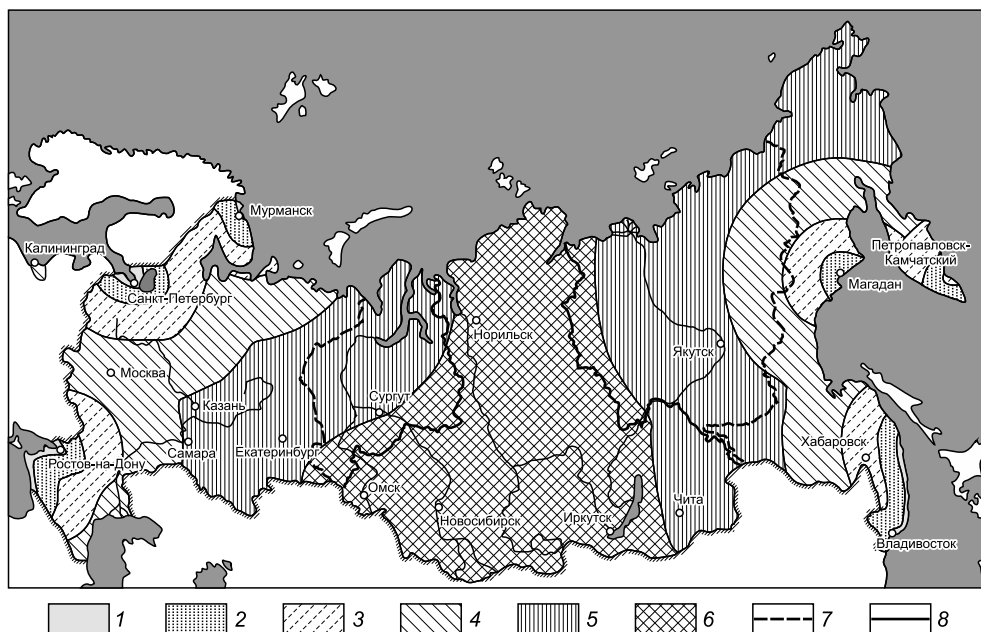 Мурманск
Калининград
Санкт-Петербург
Петропавловск-
Камчатский
Магадан
Норильск
Якутск
Москва
Сургут
Казань
Хабаровск
Екатеринбург
Самара
Ростов-на-Дону
Омск
Чита
Новосибирск
Иркутск
Владивосток
1 2 3 4 5 6 7 8